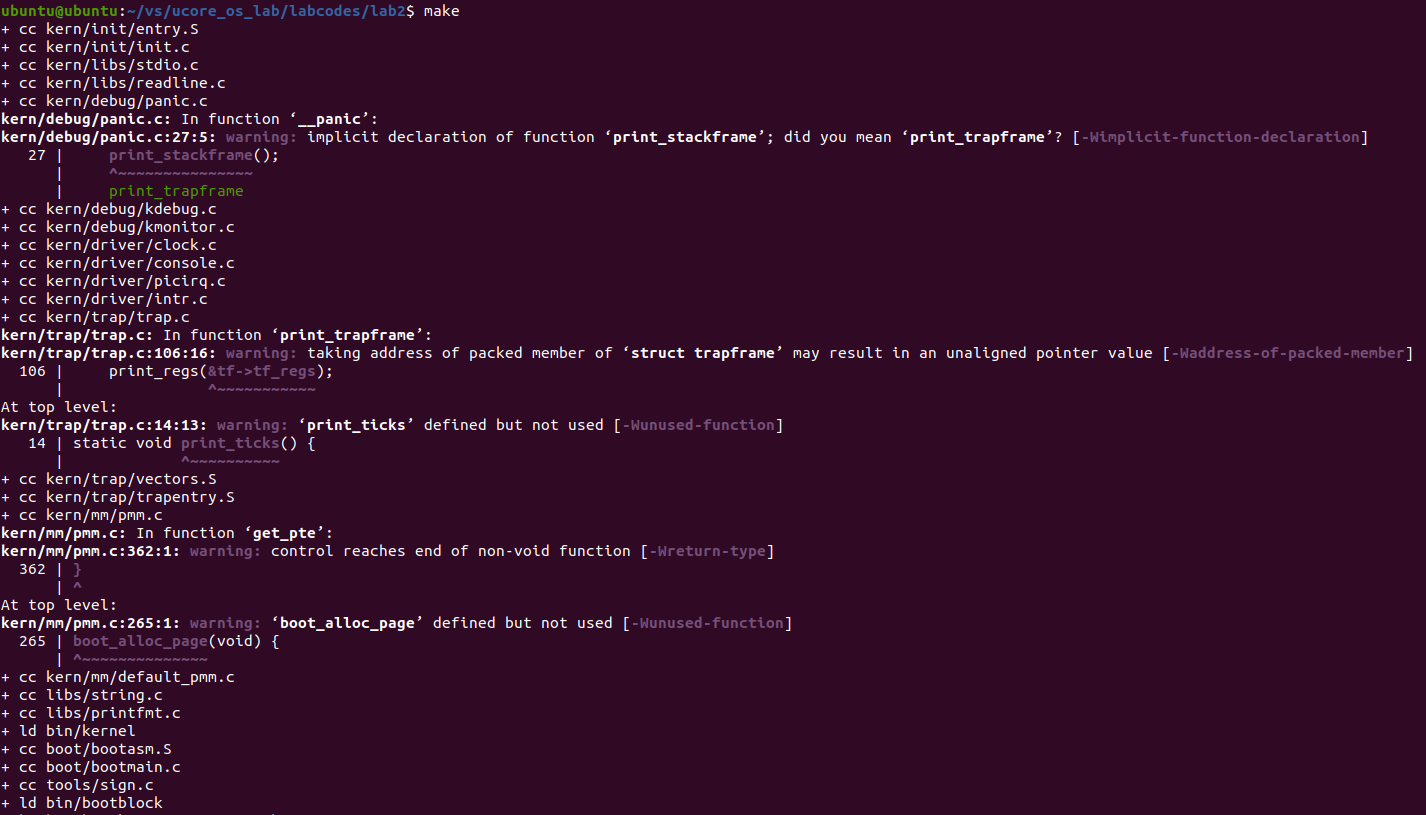 ubuntu@ubuntu:~/vs/ucore_os_lab/labcodes/lab2$ make
+ cc kern/init/entry.S
+ cc kern/init/init.c
+ cc kern/libs/stdio.c
+ cc kern/libs/readline.c
+ cc kern/debug/panic.c
kern/debug/panic.c: In function ‘__panic’:
kern/debug/panic.c:27:5: warning: implicit declaration of function ‘print_stackframe’; did you mean ‘print_trapframe’? [-Wimplicit-function-declaration]
   27 |     print_stackframe();
      |     ^~~~~~~~~~~~~~~~
      |     print_trapframe
+ cc kern/debug/kdebug.c
+ cc kern/debug/kmonitor.c
+ cc kern/driver/clock.c
+ cc kern/driver/console.c
+ cc kern/driver/picirq.c
+ cc kern/driver/intr.c
+ cc kern/trap/trap.c
kern/trap/trap.c: In function ‘print_trapframe’:
kern/trap/trap.c:106:16: warning: taking address of packed member of ‘struct trapframe’ may result in an unaligned pointer value [-Waddress-of-packed-member]
  106 |     print_regs(&tf->tf_regs);
      |                ^~~~~~~~~~~~
At top level:
kern/trap/trap.c:14:13: warning: ‘print_ticks’ defined but not used [-Wunused-function]
   14 | static void print_ticks() {
      |             ^~~~~~~~~~~
+ cc kern/trap/vectors.S
+ cc kern/trap/trapentry.S
+ cc kern/mm/pmm.c
kern/mm/pmm.c: In function ‘get_pte’:
kern/mm/pmm.c:362:1: warning: control reaches end of non-void function [-Wreturn-type]
  362 | }
      | ^
At top level:
kern/mm/pmm.c:265:1: warning: ‘boot_alloc_page’ defined but not used [-Wunused-function]
  265 | boot_alloc_page(void) {
      | ^~~~~~~~~~~~~~~
+ cc kern/mm/default_pmm.c
+ cc libs/string.c
+ cc libs/printfmt.c
+ ld bin/kernel
+ cc boot/bootasm.S
+ cc boot/bootmain.c
+ cc tools/sign.c
+ ld bin/bootblock